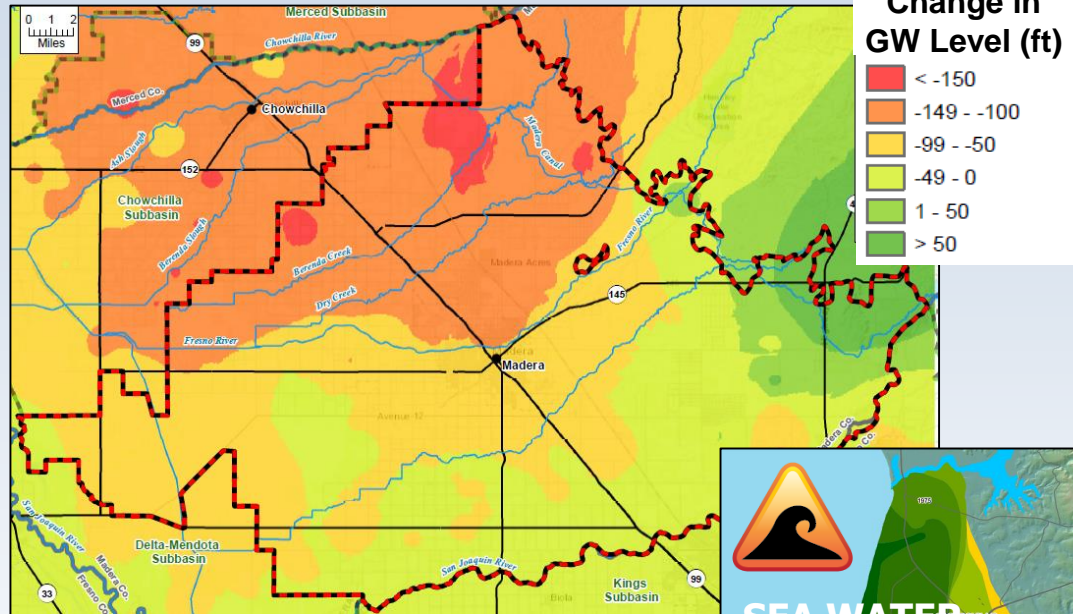 0 1 2
Miles
Merced Subbasin
99
Chowchilla River
Merced Co.
Chowchilla
Ash Slough
152
Chowchilla
Subbasin
Berenda Slough
Berenda Creek
Dry Creek
Fresno River
Madera Canal
Fresno River
Madera Acres
145
Madera
Avenue 12
San Joaquin River
Delta-Mendota
Subbasin
Madera Co.
Fresno Co.
33
San Joaquin River
Biola
Kings
Subbasin
99
Change in
GW Level (ft)
< -150
-149 - -100
-99 - -50
-49 - 0
1 - 50
> 50
1975
SEA WATER